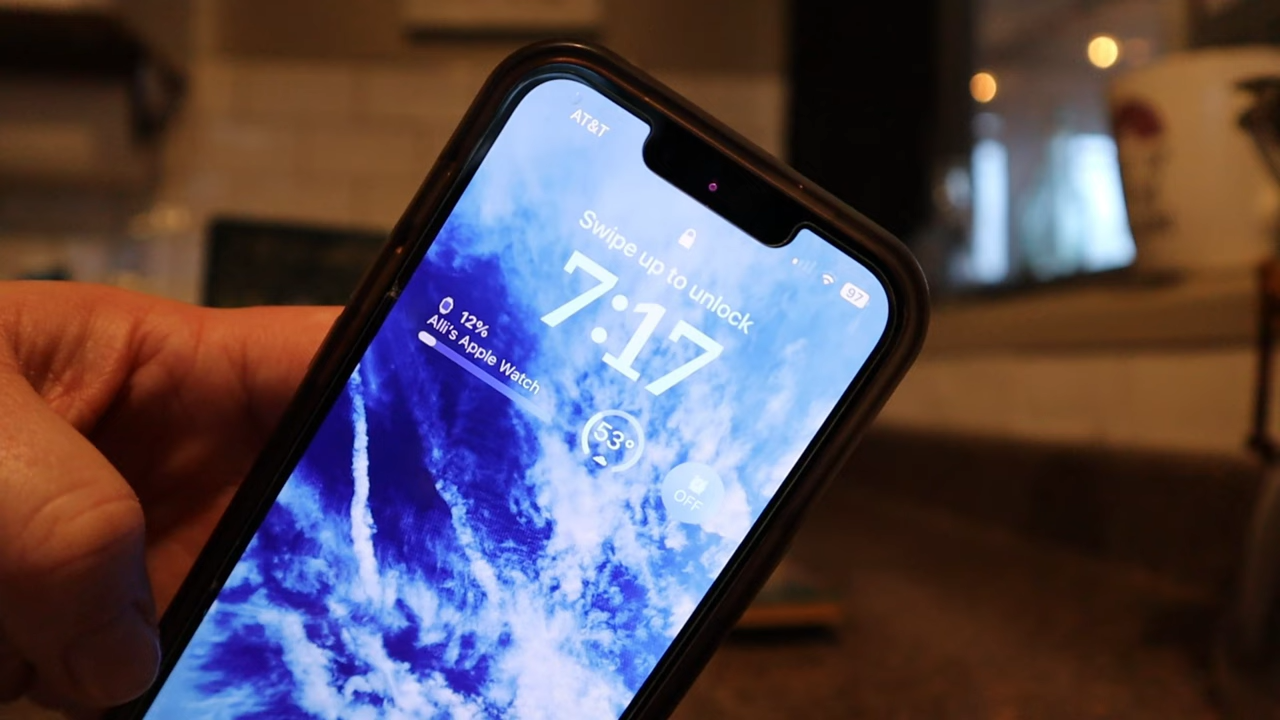 AT&T
97
Swipe up to unlock
7:17
12%
Alli's Apple Watch
53°
OFF